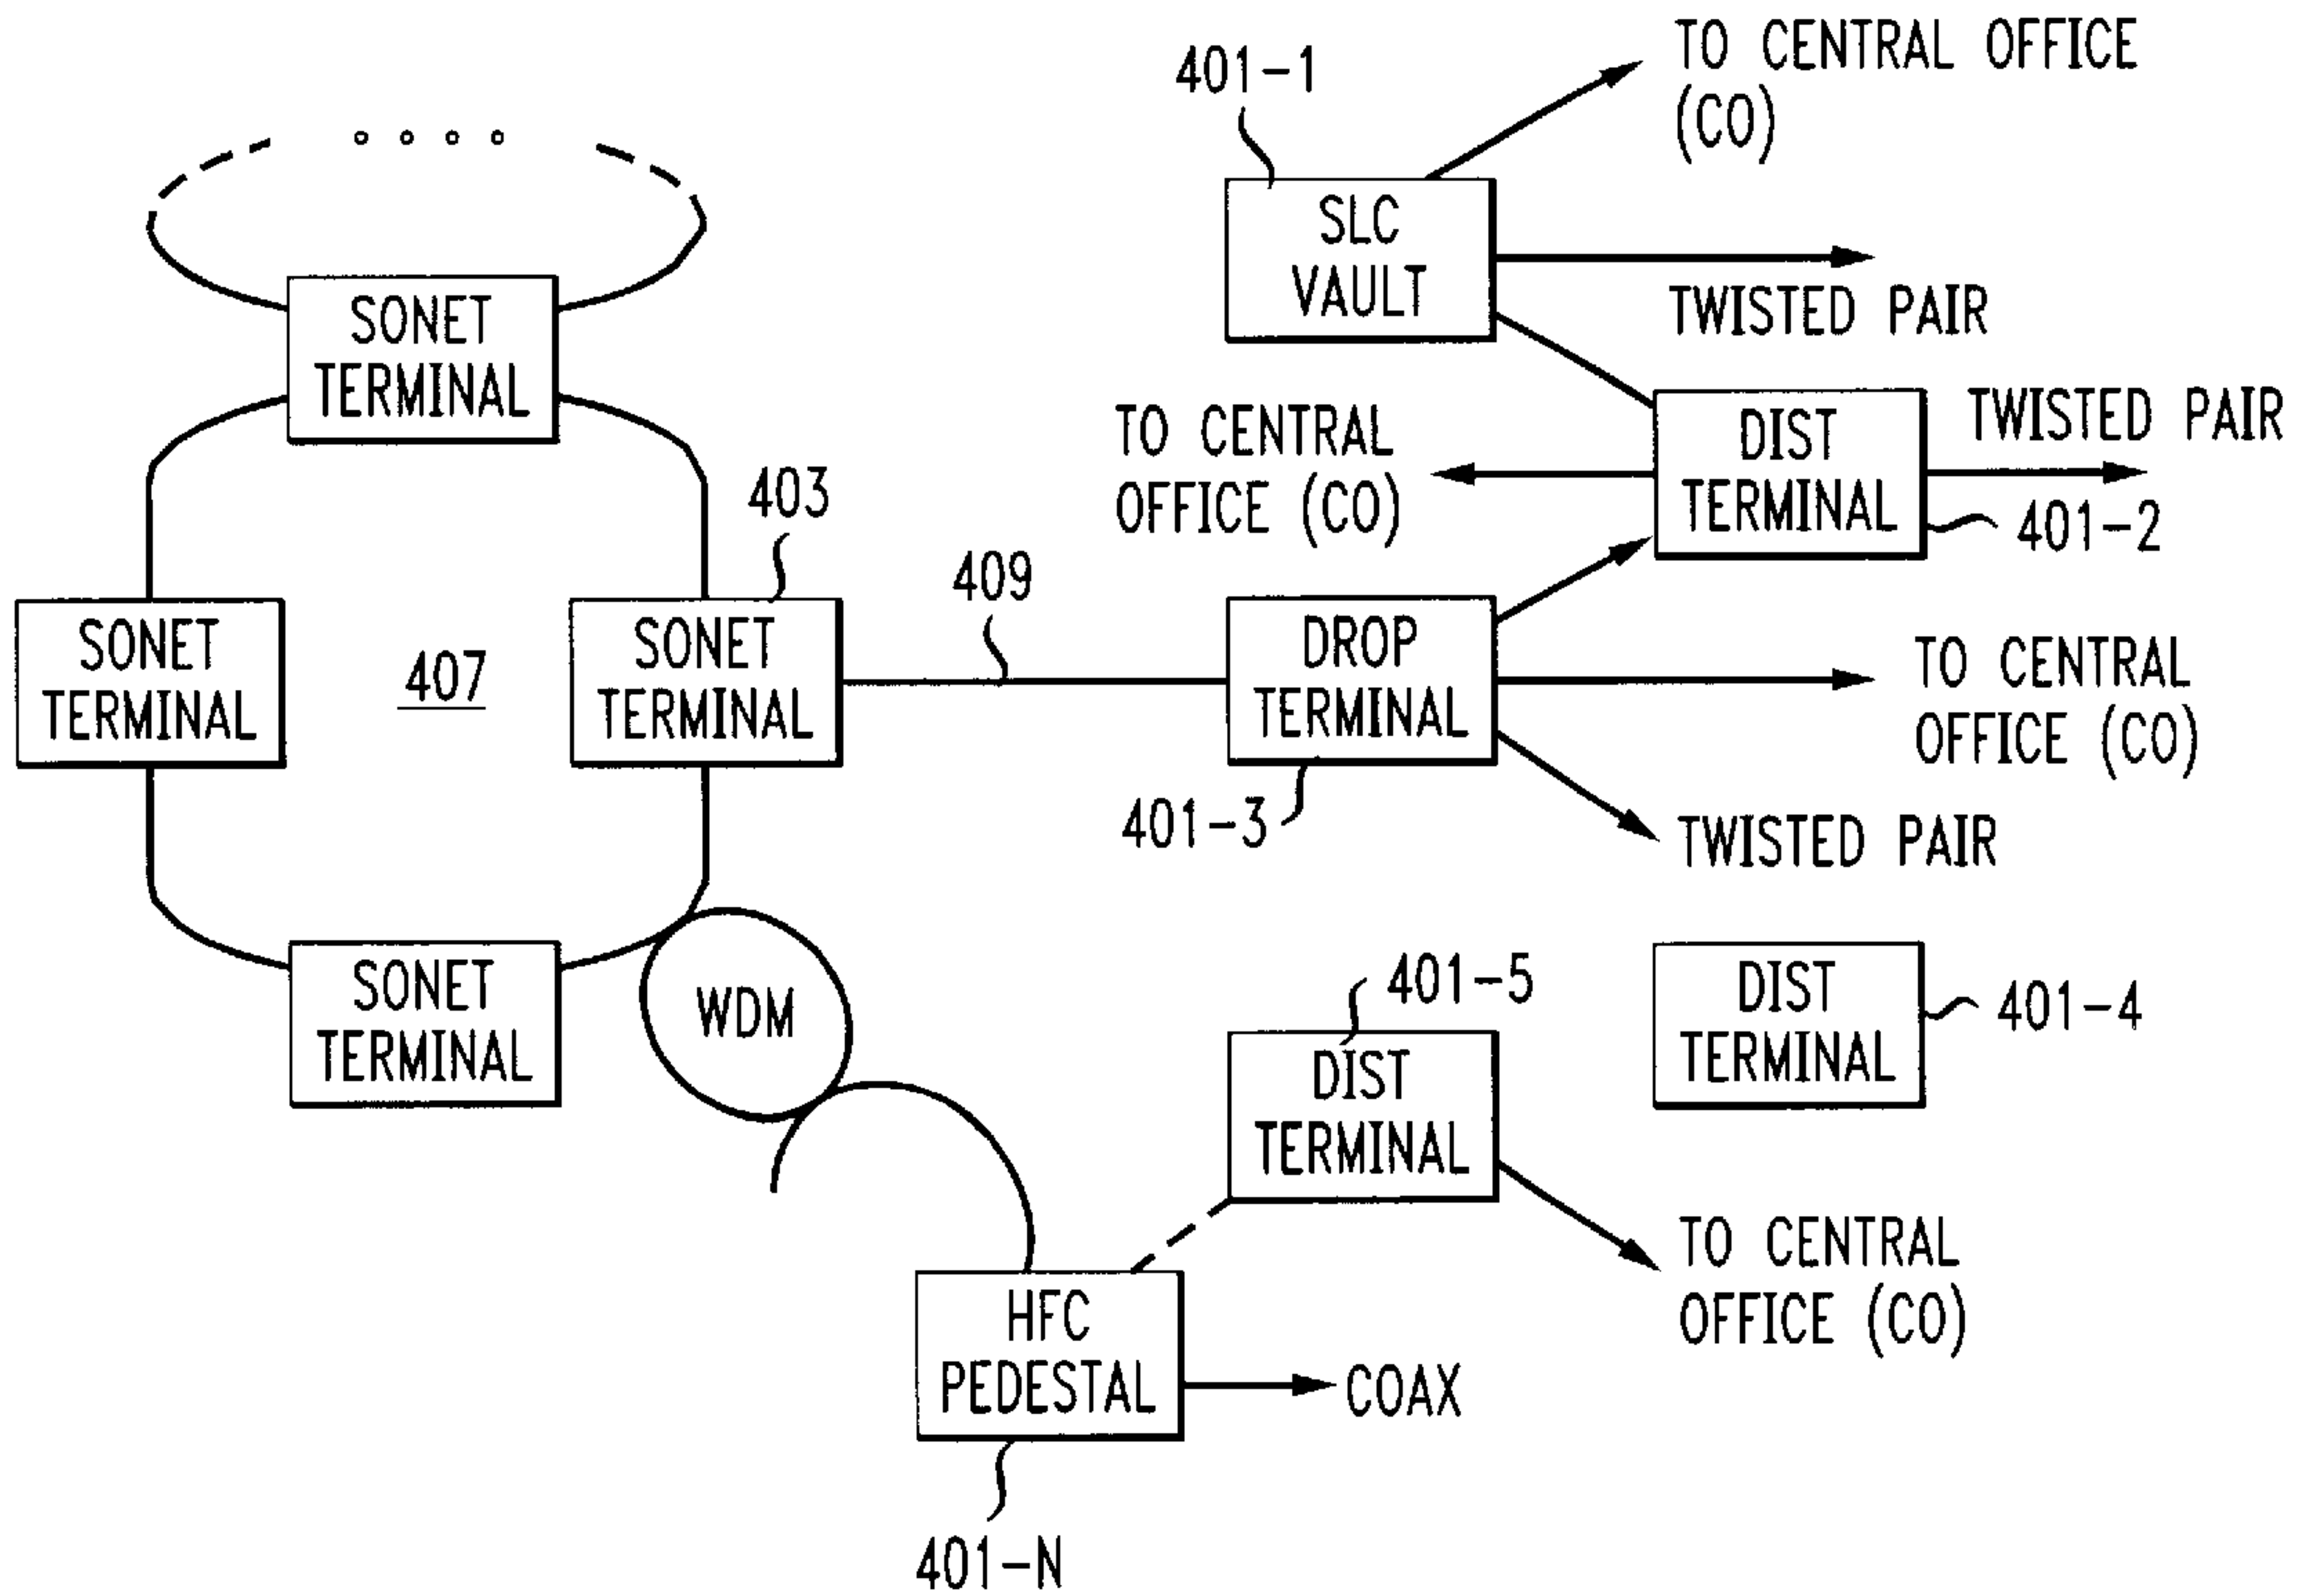 401-1
TO CENTRAL OFFICE
(CO)
SLC
VAULT
TWISTED PAIR
SONET
TERMINAL
TO CENTRAL
OFFICE (CO)
DIST
TERMINAL
TWISTED PAIR
401-2
403
409
SONET
TERMINAL
407
SONET
TERMINAL
DROP
TERMINAL
TO CENTRAL
OFFICE (CO)
401-3
TWISTED PAIR
SONET
TERMINAL
WDM
401-5
DIST
TERMINAL
DIST
TERMINAL
401-4
TO CENTRAL
OFFICE (CO)
HFC
PEDESTAL
COAX
401-N